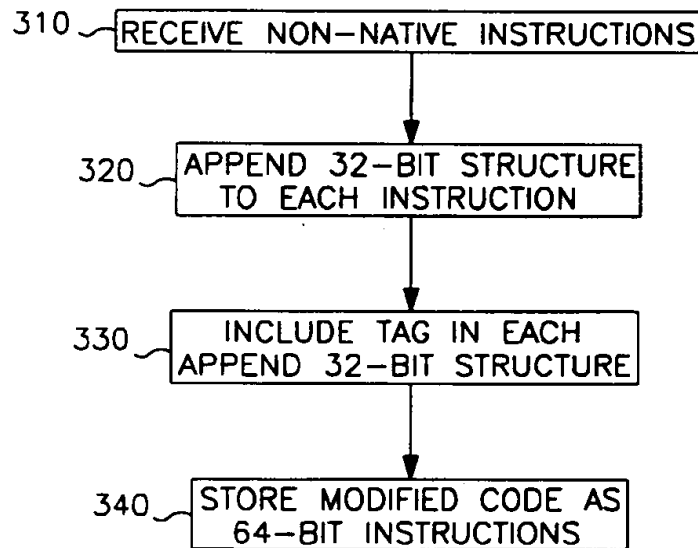 310 RECEIVE NON-NATIVE INSTRUCTIONS
320 APPEND 32-BIT STRUCTURE
TO EACH INSTRUCTION
330 INCLUDE TAG IN EACH
APPEND 32-BIT STRUCTURE
340 STORE MODIFIED CODE AS
64-BIT INSTRUCTIONS